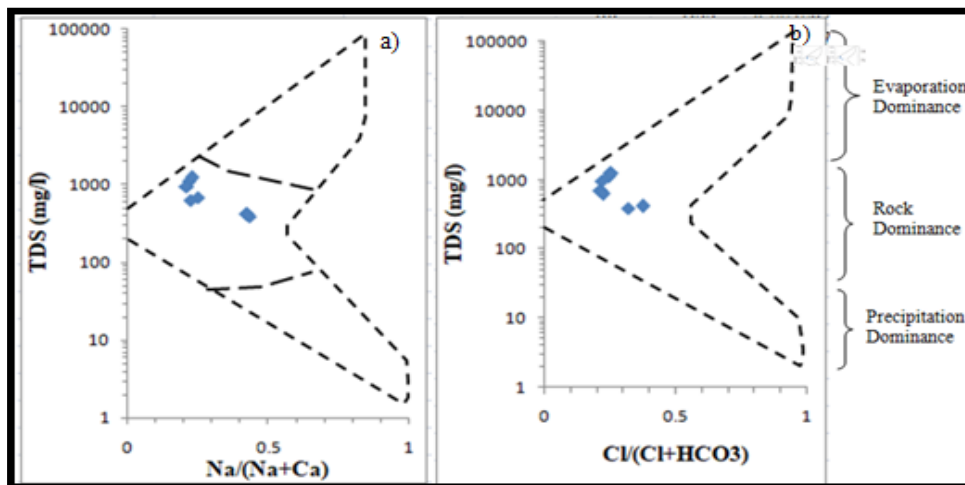 a)
100000
10000
1000
100
10
1
TDS (mg/l)
0
0.5
1
Na/(Na+Ca)
b)
100000
10000
1000
100
10
1
TDS (mg/l)
0
0.5
1
Cl/(Cl+HCO3)
Evaporation
Dominance
Rock
Dominance
Precipitation
Dominance